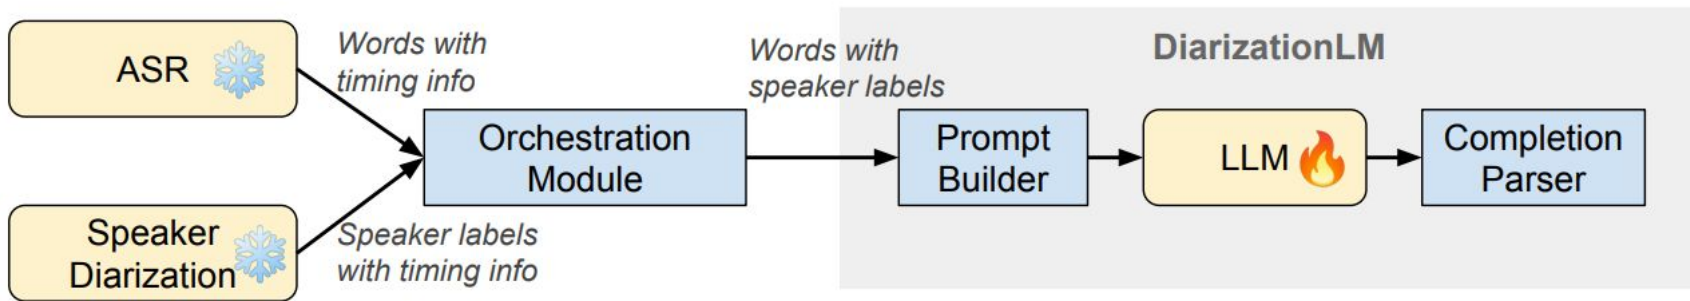 ASR
Words with
timing info
Speaker
Diarization
Speaker labels
with timing info
Orchestration
Module
Words with
speaker labels
DiarizationLM
Prompt
Builder
LLM
Completion
Parser